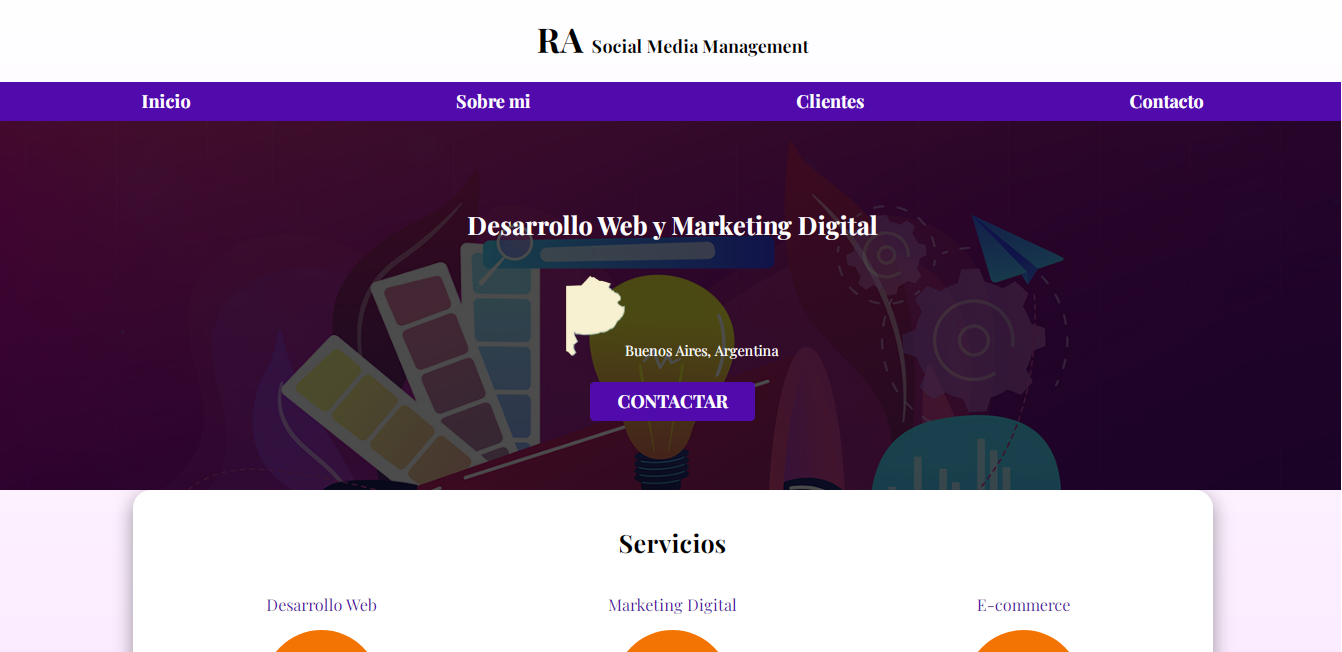 RA Social Media Management
Inicio Sobre mi Clientes Contacto
Desarrollo Web y Marketing Digital
Buenos Aires, Argentina
CONTACTAR
Servicios
Desarrollo Web Marketing Digital E-commerce